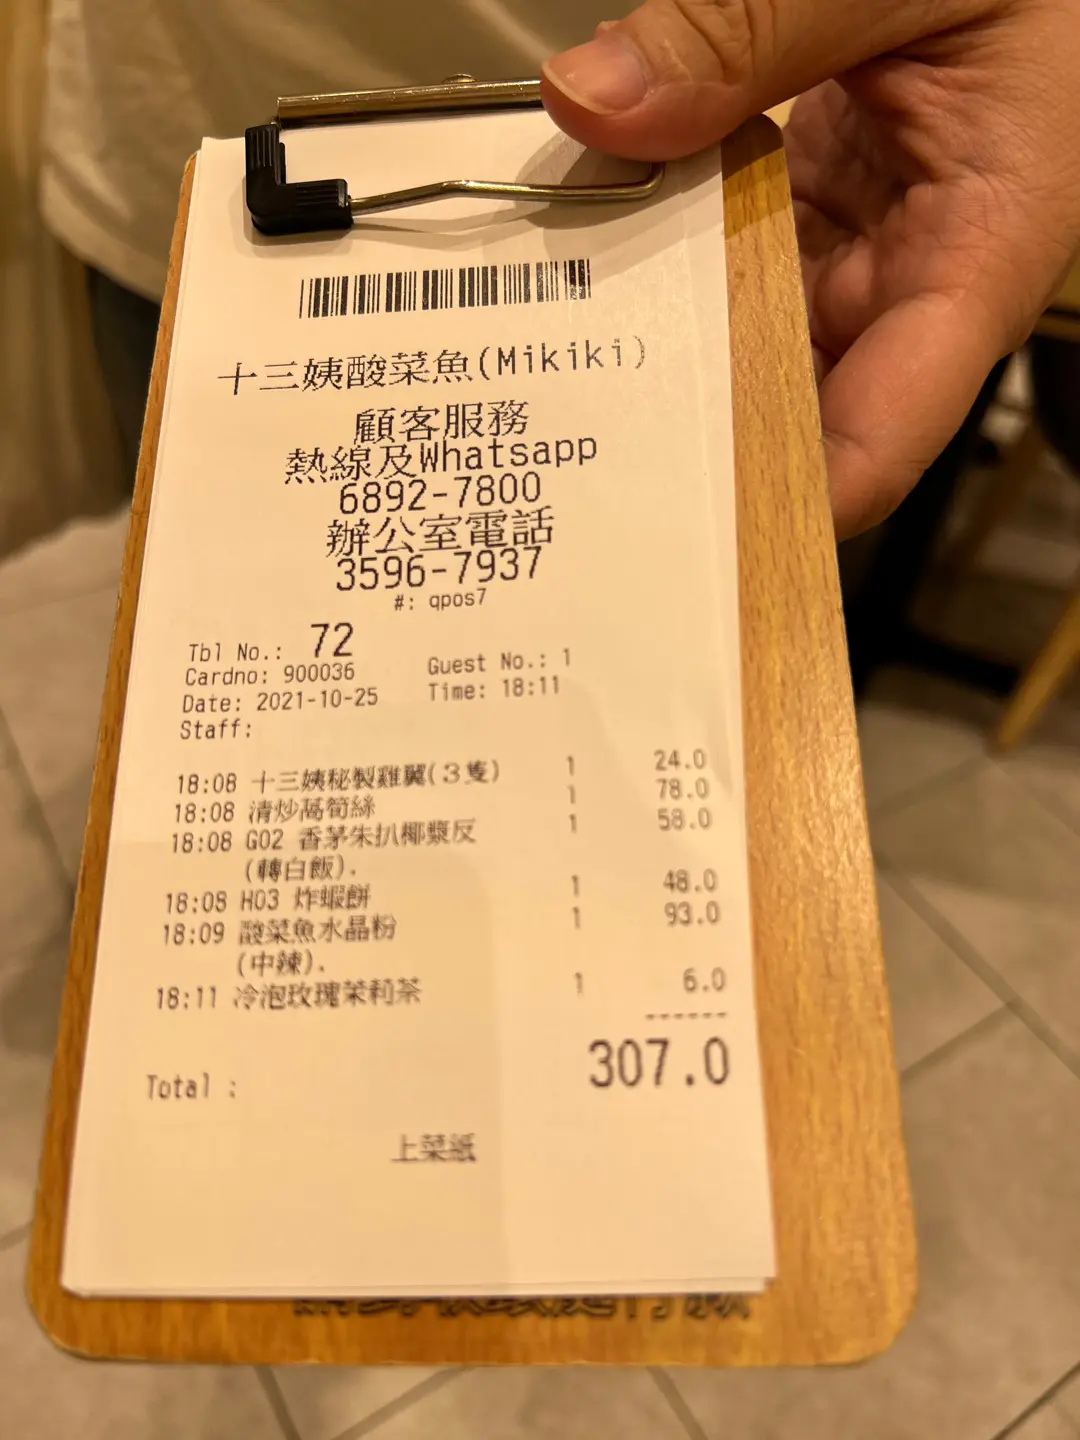 十三姨酸菜魚(Mikiki)
顧客服務
熱線及Whatsapp
6892-7800
辦公室電話
3596-7937
#: qpos7
Tbl No.: 72
Cardno: 900036 Guest No.: 1
Date: 2021-10-25 Time: 18:11
Staff:
18:08 十三姨秘製雞翼(3隻) 1 24.0
18:08 清炒萵筍絲 1 78.0
18:08 G02 香茅朱扒椰漿反 1 58.0
(轉白飯).
18:08 H03 炸蝦餅 1 48.0
18:09 酸菜魚水晶粉 1 93.0
(中辣).
18:11 冷泡玫瑰茉莉茶 1 6.0
------
Total : 307.0
上菜紙